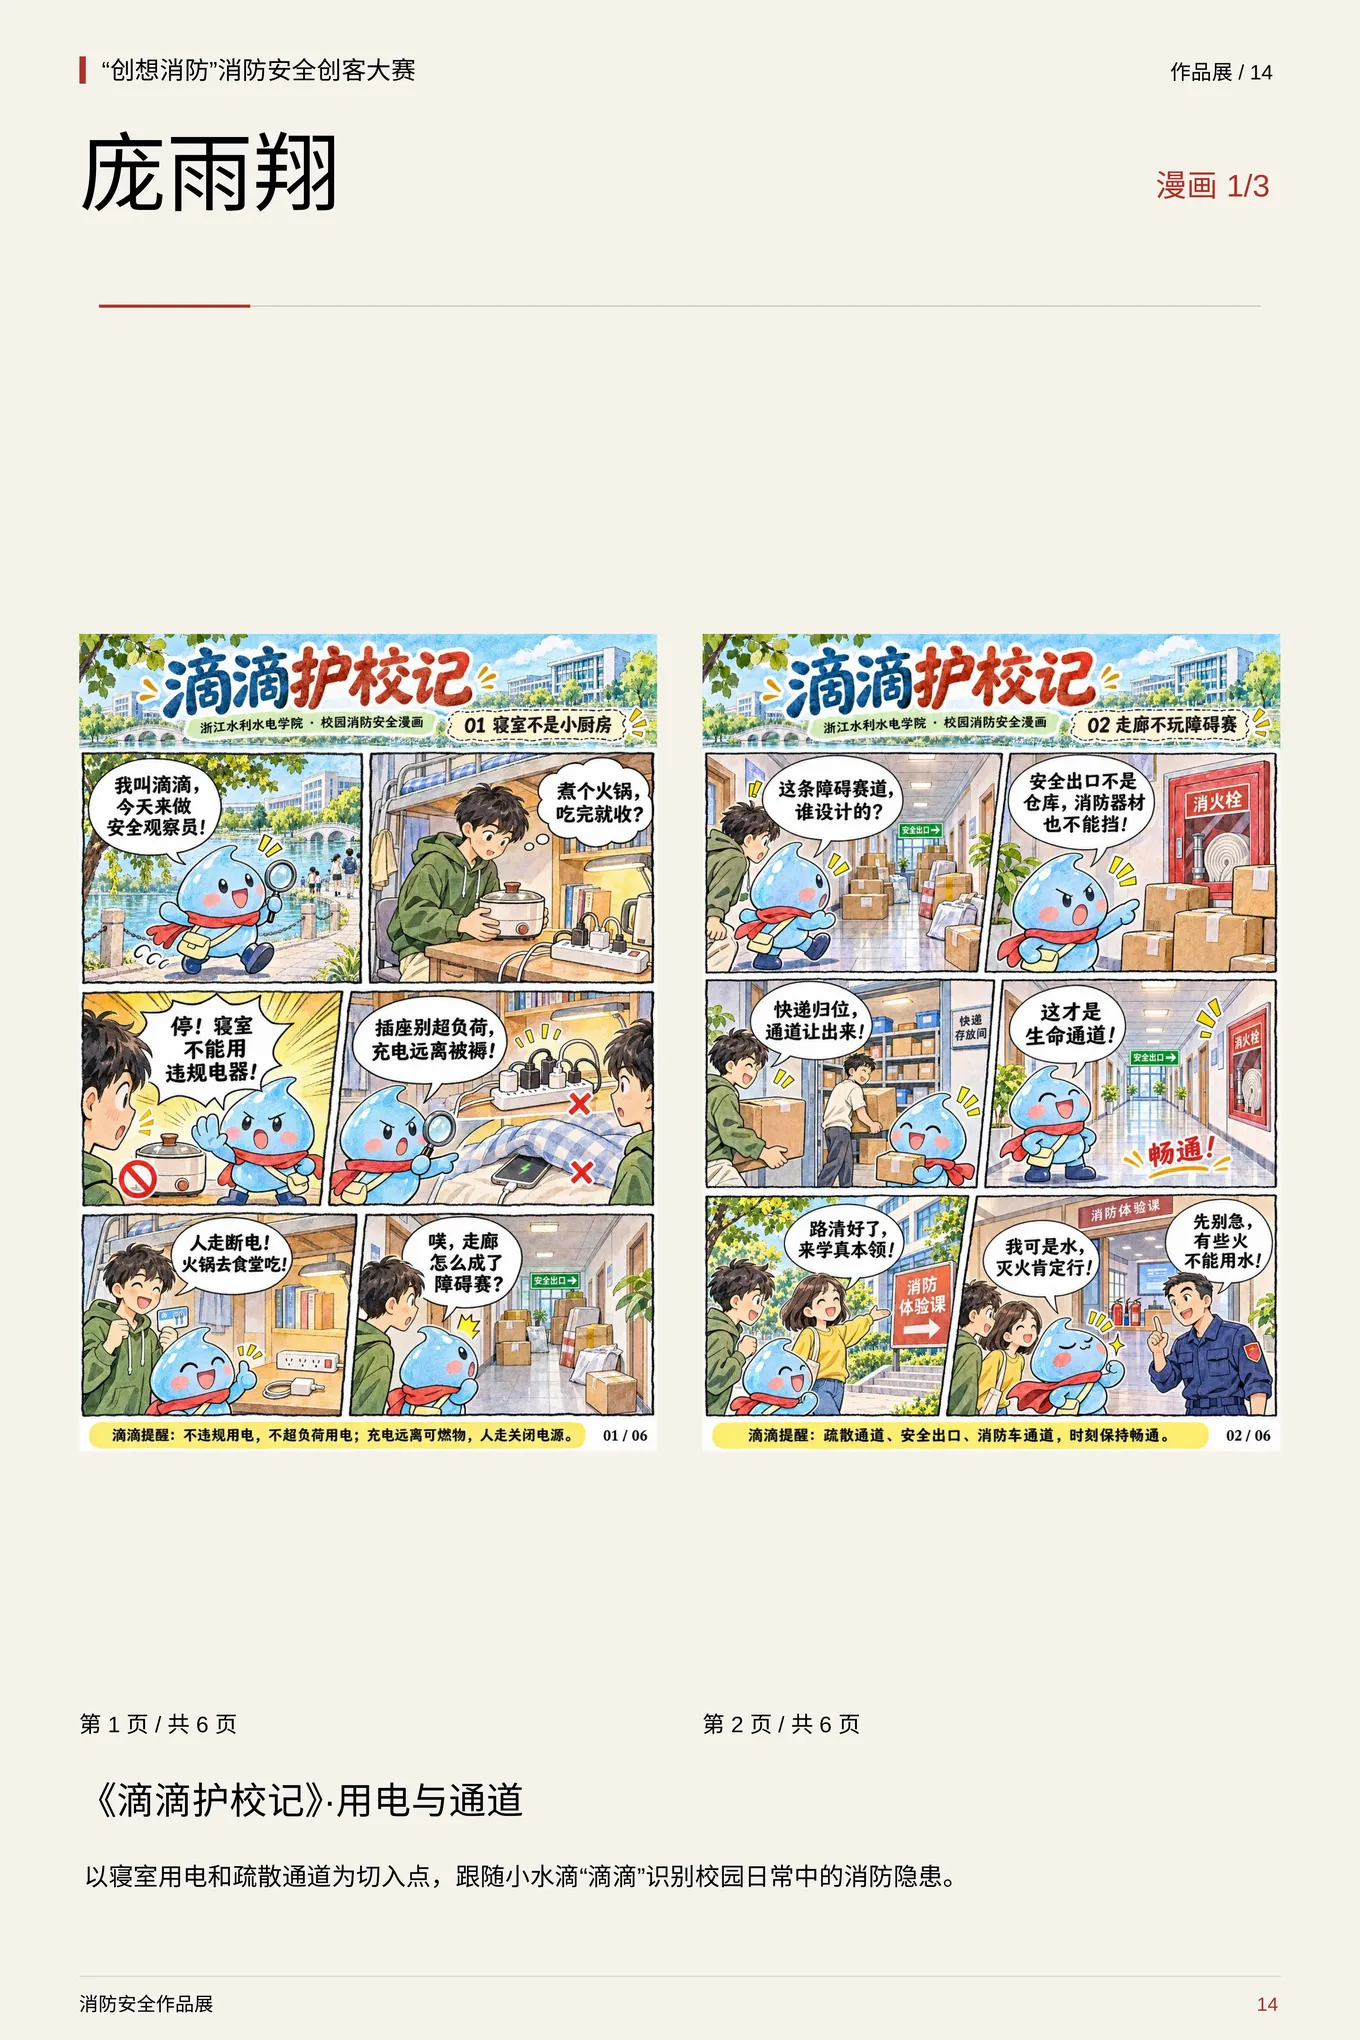 “创想消防”消防安全创客大赛
作品展 / 14
庞雨翔
漫画 1/3
滴滴护校记
浙江水利水电学院 · 校园消防安全漫画
01 寝室不是小厨房
我叫滴滴，
今天来做
安全观察员！
煮个火锅，
吃完就收？
停！寝室
不能用
违规电器！
插座别超负荷，
充电远离被褥！
人走断电！
火锅去食堂吃！
咦，走廊
怎么成了
障碍赛？
安全出口→
滴滴提醒：不违规用电，不超负荷用电；充电远离可燃物，人走关闭电源。
01 / 06
滴滴护校记
浙江水利水电学院 · 校园消防安全漫画
02 走廊不玩障碍赛
这条障碍赛道，
谁设计的？
安全出口→
安全出口不是
仓库，消防器材
也不能挡！
消火栓
快递归位，
通道让出来！
快递
存放间
这才是
生命通道！
安全出口→
消火栓
畅通！
路清好了，
来学真本领！
消防
体验课
→
消防体验课
我可是水，
灭火肯定行！
先别急，
有些火
不能用水！
滴滴提醒：疏散通道、安全出口、消防车通道，时刻保持畅通。
02 / 06
第 1 页 / 共 6 页
第 2 页 / 共 6 页
《滴滴护校记》·用电与通道
以寝室用电和疏散通道为切入点，跟随小水滴“滴滴”识别校园日常中的消防隐患。
消防安全作品展
14